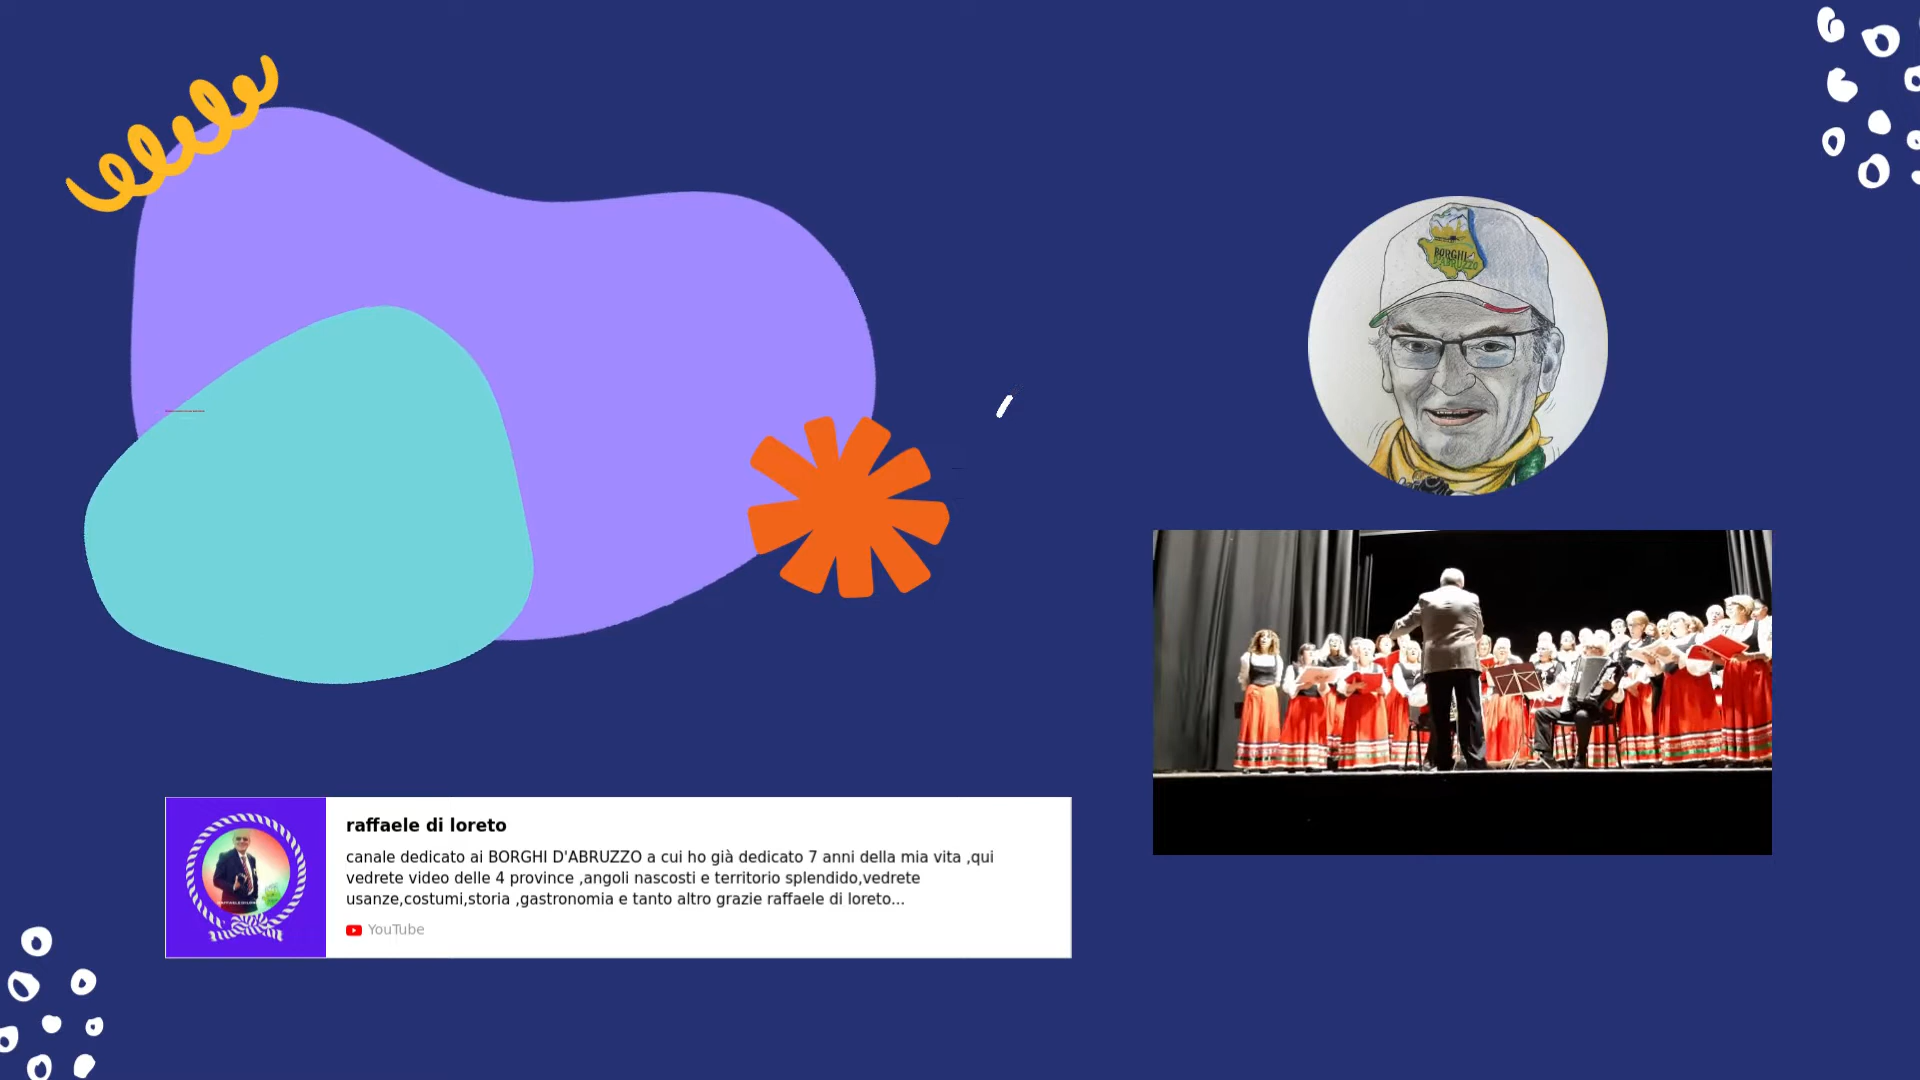 BORGHI
D'ABRUZZO
raffaele di loreto
canale dedicato ai BORGHI D'ABRUZZO a cui ho già dedicato 7 anni della mia vita ,qui
vedrete video delle 4 province ,angoli nascosti e territorio splendido,vedrete
usanze,costumi,storia ,gastronomia e tanto altro grazie raffaele di loreto...
YouTube